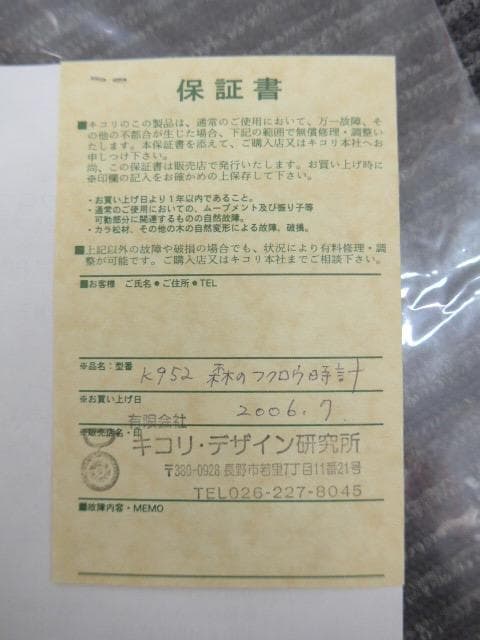 保証書
■キコリのこの製品は、通常のご使用において、万一故障、そ
の他の不都合が生じた場合、下記の範囲で無償修理・調整い
たします。本保証書を添えて、ご購入店又はキコリ本社へお
申しつけ下さい。
尚、この保証書は販売店で発行いたします。お買い上げ時に
※印欄の記入をお確かめの上保存して下さい。
・お買い上げ日より1年以内であること。
・通常のご使用においての、ムーブメント及び振り子等
可動部分に関連するものの自然故障。
・カラ松材、その他の木の自然変形による故障、破損。
■上記以外の故障や破損の場合でも、状況により有料修理・調
整が可能です。ご購入店又はキコリ本社までご相談下さい。
■お客様 ご氏名●ご住所●TEL
※品名:型番 K952 森のフクロウ時計
※お買い上げ日 2006.7
有限会社
※販売店名・印
キコリ・デザイン研究所
〒380-0928 長野市若里7丁目11番21号
TEL026-227-8045
■故障内容・MEMO